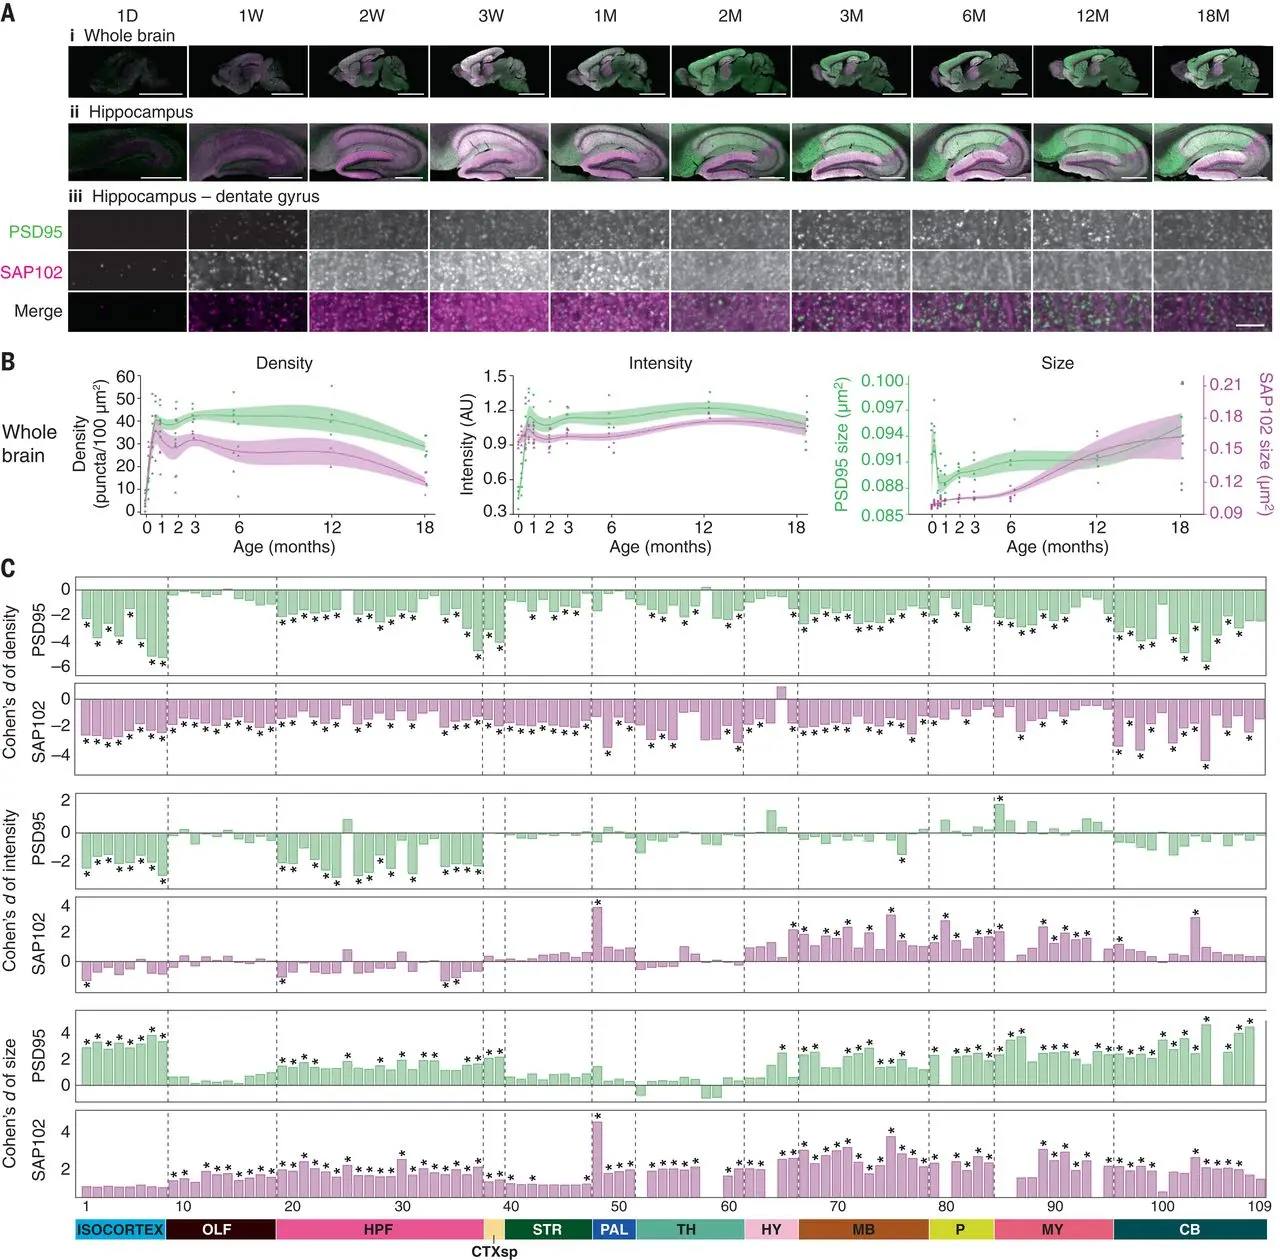 A
1D 1W 2W 3W 1M 2M 3M 6M 12M 18M
i Whole brain
ii Hippocampus
iii Hippocampus – dentate gyrus
PSD95
SAP102
Merge
B
Density Intensity Size
Whole brain
Density (puncta/100 µm²)
60
50
40
30
20
10
0
0 1 2 3 6 12 18
Age (months)
Intensity (AU)
1.5
1.2
0.9
0.6
0.3
0 1 2 3 6 12 18
Age (months)
PSD95 size (µm²)
0.100
0.097
0.094
0.091
0.088
0.085
SAP102 size (µm²)
0.21
0.18
0.15
0.12
0.09
0 1 2 3 6 12 18
Age (months)
C
Cohen's d of density
PSD95
0
−2
−4
−6
SAP102
0
−2
−4
Cohen's d of intensity
PSD95
2
0
−2
SAP102
4
2
0
Cohen's d of size
PSD95
4
2
0
SAP102
4
2
1 10 20 30 40 50 60 70 80 90 100 109
ISOCORTEX OLF HPF STR PAL TH HY MB P MY CB
CTXsp